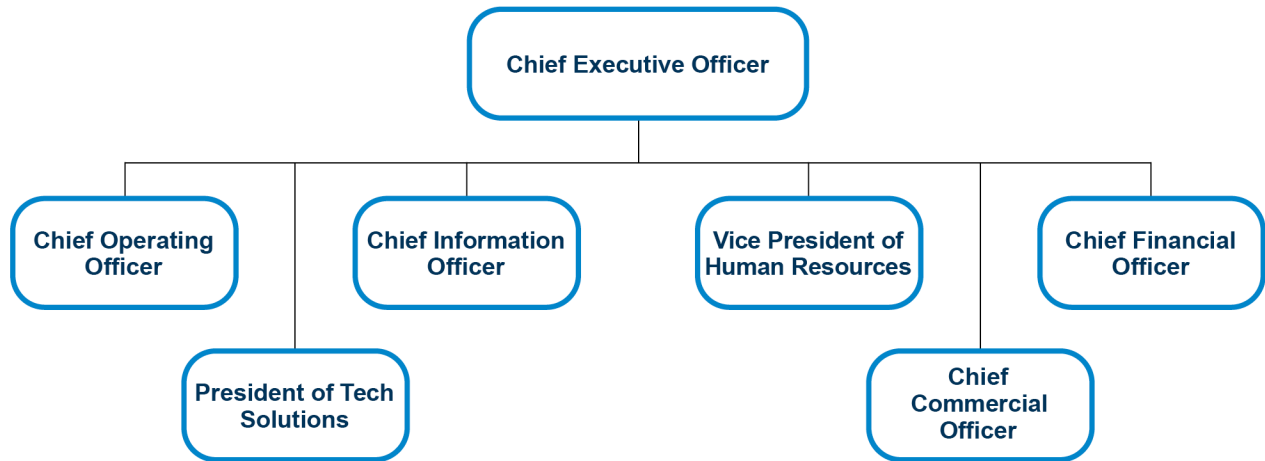 Chief Executive Officer
Chief Operating
Officer
Chief Information
Officer
Vice President of
Human Resources
Chief Financial
Officer
President of Tech
Solutions
Chief
Commercial
Officer